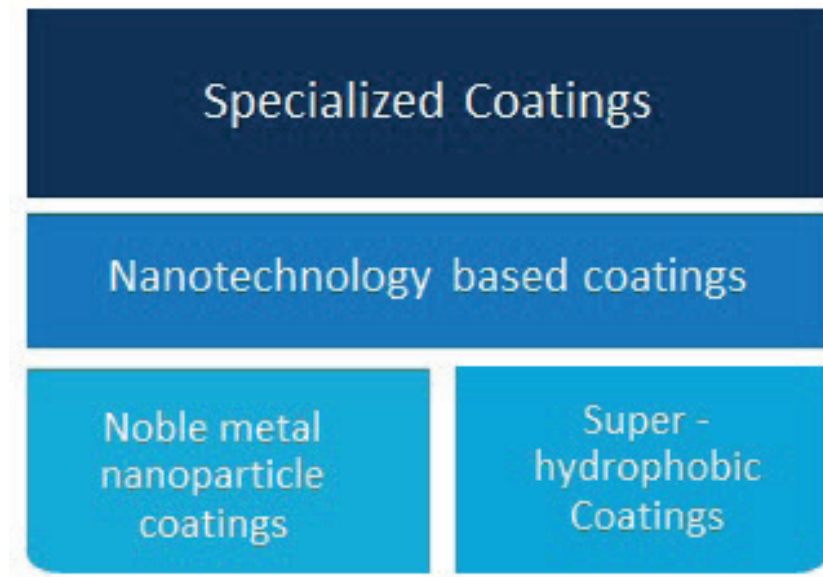 Specialized Coatings
Nanotechnology based coatings
Noble metal
nanoparticle
coatings
Super -
hydrophobic
Coatings